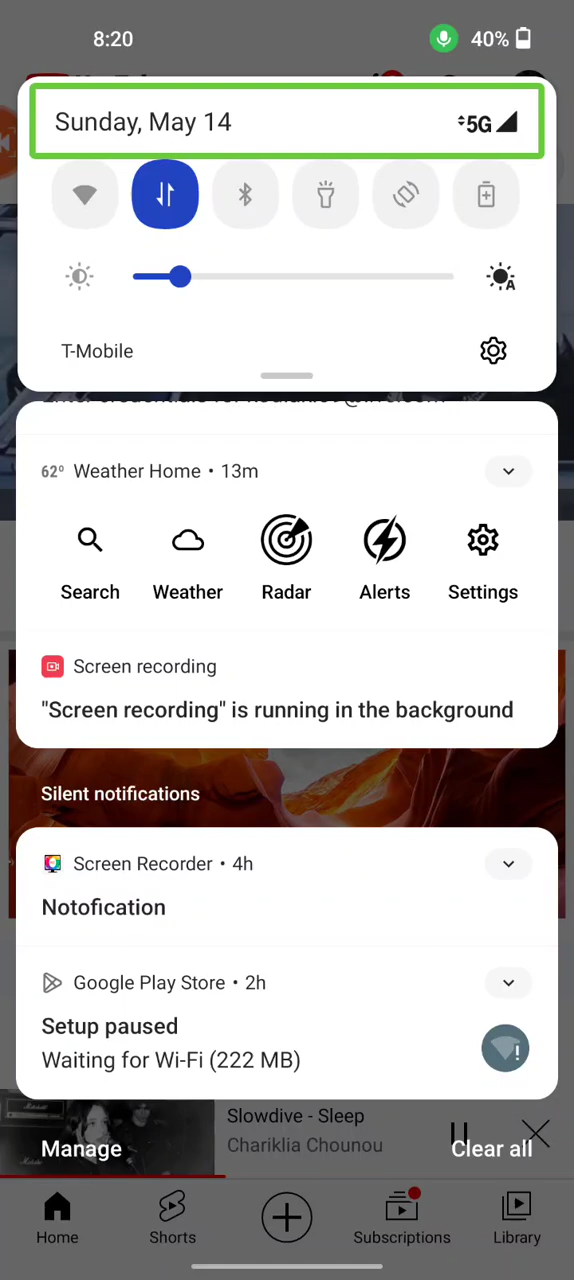 8:20
40%
Sunday, May 14
5G
A
T-Mobile
62° Weather Home • 13m
Search
Weather
Radar
Alerts
Settings
Screen recording
"Screen recording" is running in the background
Silent notifications
Screen Recorder • 4h
Notofication
Google Play Store • 2h
Setup paused
Waiting for Wi-Fi (222 MB)
!
Slowdive - Sleep
Chariklia Chounou
Manage
Clear all
Home
Shorts
Subscriptions
Library